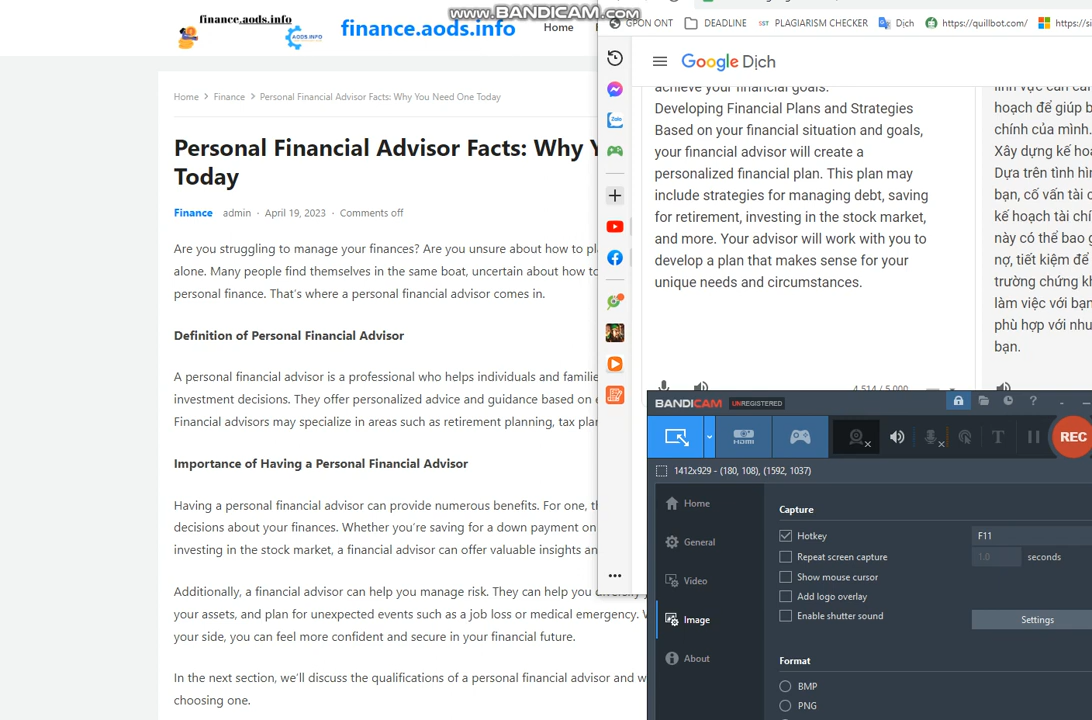 www.BANDICAM.com
finance.aods.info
AODS.INFO
finance.aods.info
Home
Home > Finance > Personal Financial Advisor Facts: Why You Need One Today
Personal Financial Advisor Facts: Why
Today
Finance admin · April 19, 2023 · Comments off
Are you struggling to manage your finances? Are you unsure about how to
alone. Many people find themselves in the same boat, uncertain about how to
personal finance. That's where a personal financial advisor comes in.
Definition of Personal Financial Advisor
A personal financial advisor is a professional who helps individuals and
investment decisions. They offer personalized advice and guidance based on
Financial advisors may specialize in areas such as retirement planning, tax
Importance of Having a Personal Financial Advisor
Having a personal financial advisor can provide numerous benefits. For one,
decisions about your finances. Whether you're saving for a down payment on
investing in the stock market, a financial advisor can offer valuable insights
Additionally, a financial advisor can help you manage risk. They can help you
your assets, and plan for unexpected events such as a job loss or medical emergency.
your side, you can feel more confident and secure in your financial future.
In the next section, we'll discuss the qualifications of a personal financial advisor and
choosing one.
GPON ONT
DEADLINE
SST PLAGIARISM CHECKER
Dịch
https://quillbot.com/
Google Dịch
achieve your financial goals.
Developing Financial Plans and Strategies
Based on your financial situation and goals,
your financial advisor will create a
personalized financial plan. This plan may
include strategies for managing debt, saving
for retirement, investing in the stock market,
and more. Your advisor will work with you to
develop a plan that makes sense for your
unique needs and circumstances.
4,514 / 5,000
Zalo
hoạch để giúp
chính của mình.
Xây dựng kế
Dựa trên tình
bạn, cố vấn tài
kế hoạch tài
này có thể bao
nợ, tiết kiệm để
trường chứng
làm việc với
phù hợp với
bạn.
BANDICAM UNREGISTERED
HDMI
T
REC
1412x929 - (180, 108), (1592, 1037)
Home
General
Video
Image
About
Capture
Hotkey F11
Repeat screen capture 1.0 seconds
Show mouse cursor
Add logo overlay
Enable shutter sound
Settings
Format
BMP
PNG